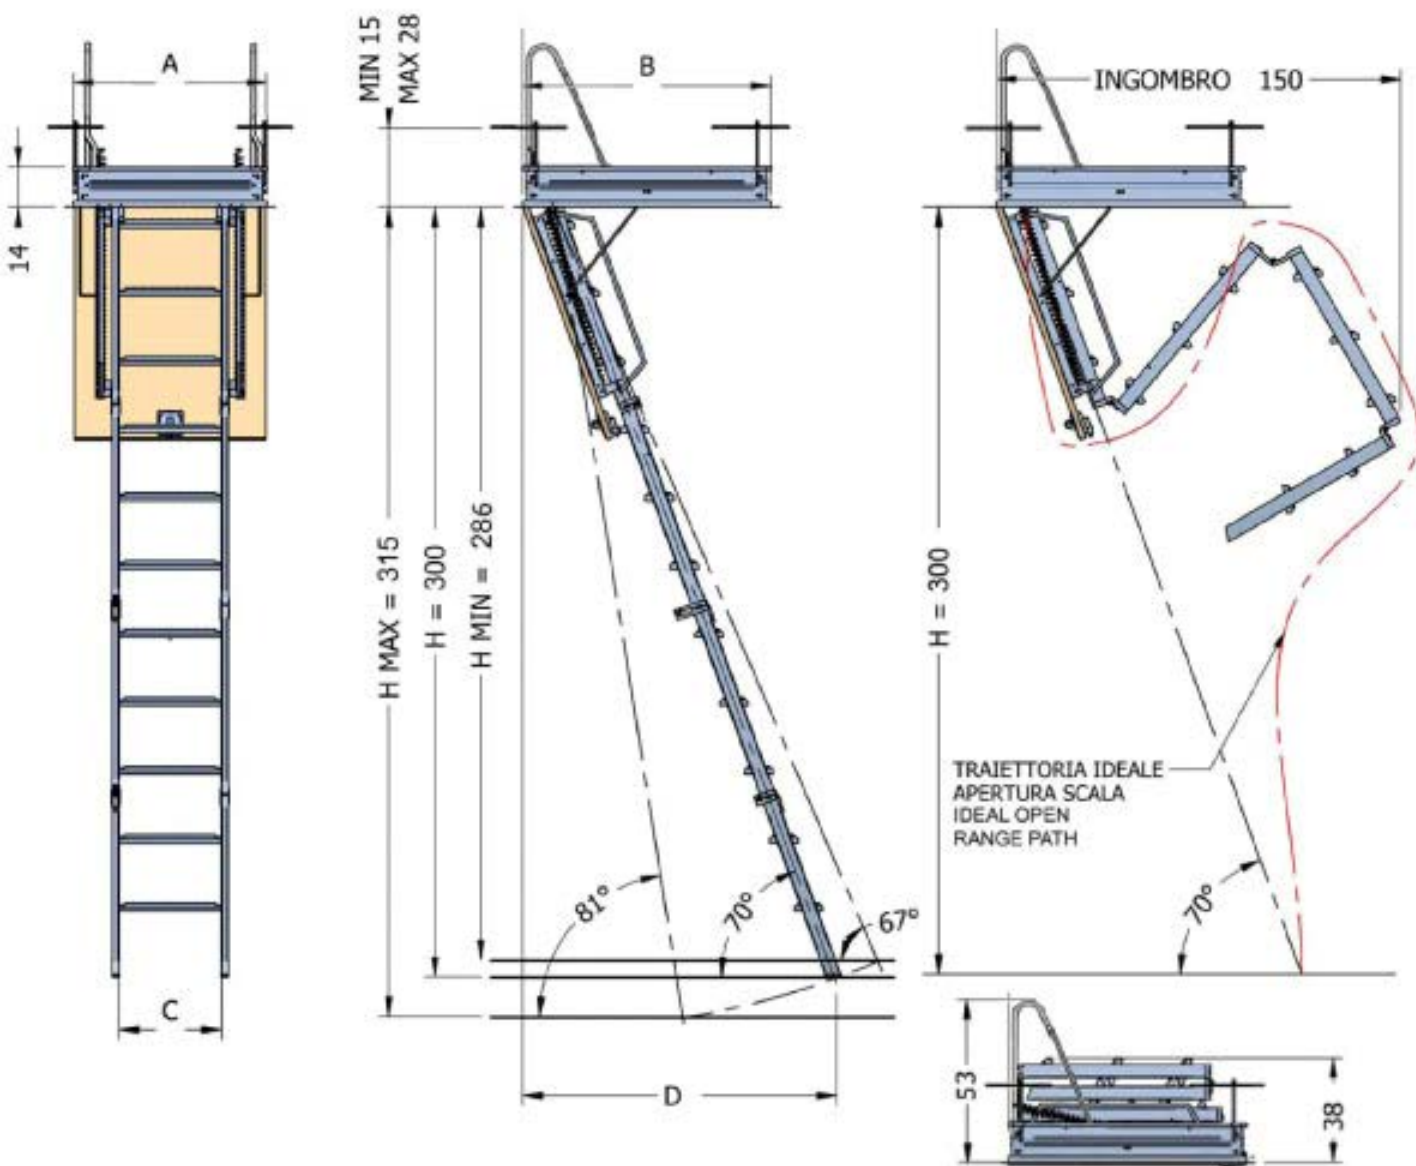 A
14
C
MIN 15
MAX 28
B
H MAX = 315
H = 300
H MIN = 286
81°
70°
67°
D
INGOMBRO 150
H = 300
TRAIETTORIA IDEALE
APERTURA SCALA
IDEAL OPEN
RANGE PATH
70°
53
38